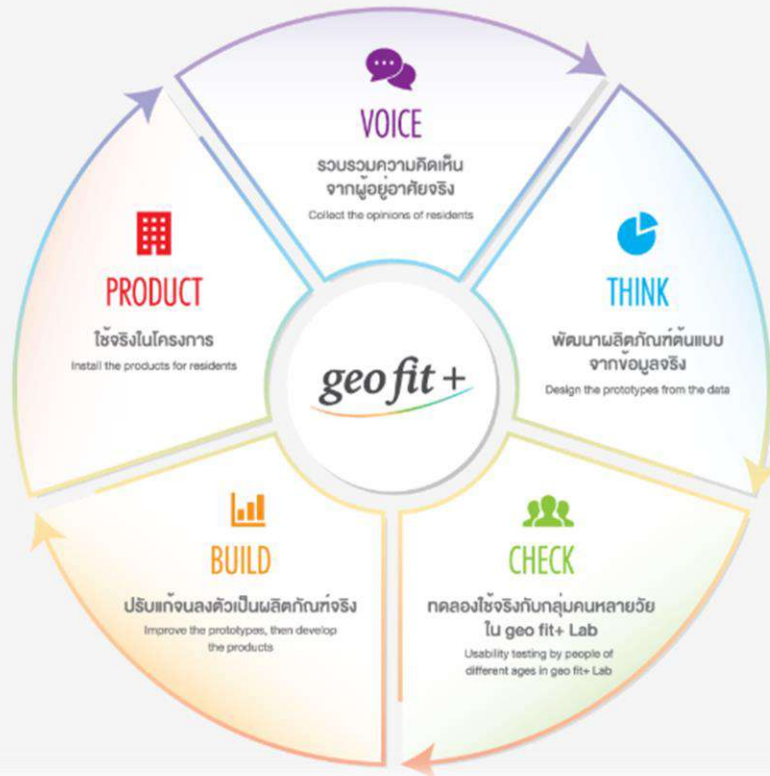 VOICE
รวบรวมความคิดเห็น
จากผู้อยู่อาศัยจริง
Collect the opinions of residents
THINK
พัฒนาผลิตภัณฑ์ต้นแบบ
จากข้อมูลจริง
Design the prototypes from the data
CHECK
ทดลองใช้จริงกับกลุ่มคนหลายวัย
ใน geo fit+ Lab
Usability testing by people of
different ages in geo fit+ Lab
BUILD
ปรับแก้จนลงตัวเป็นผลิตภัณฑ์จริง
Improve the prototypes, then develop
the products
PRODUCT
ใช้จริงในโครงการ
Install the products for residents
geo fit +